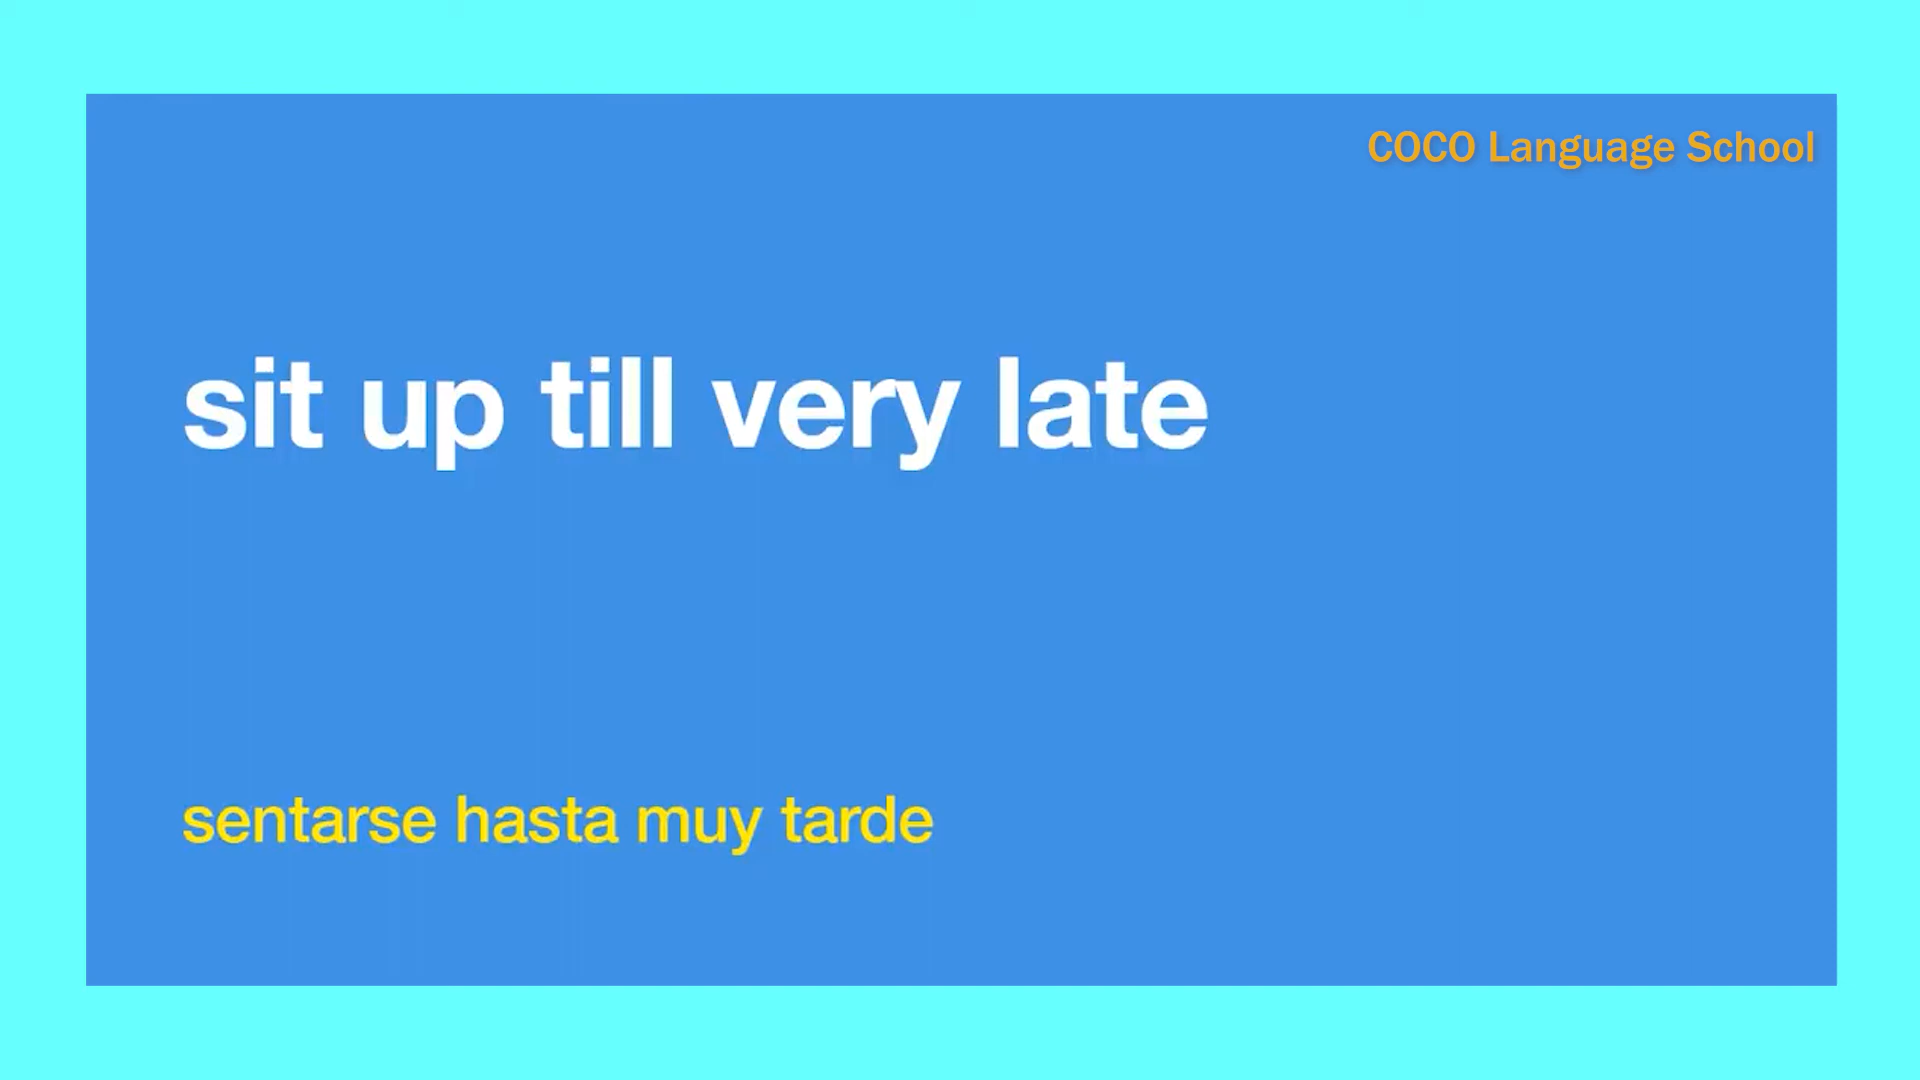 COCO Language School
sit up till very late
sentarse hasta muy tarde